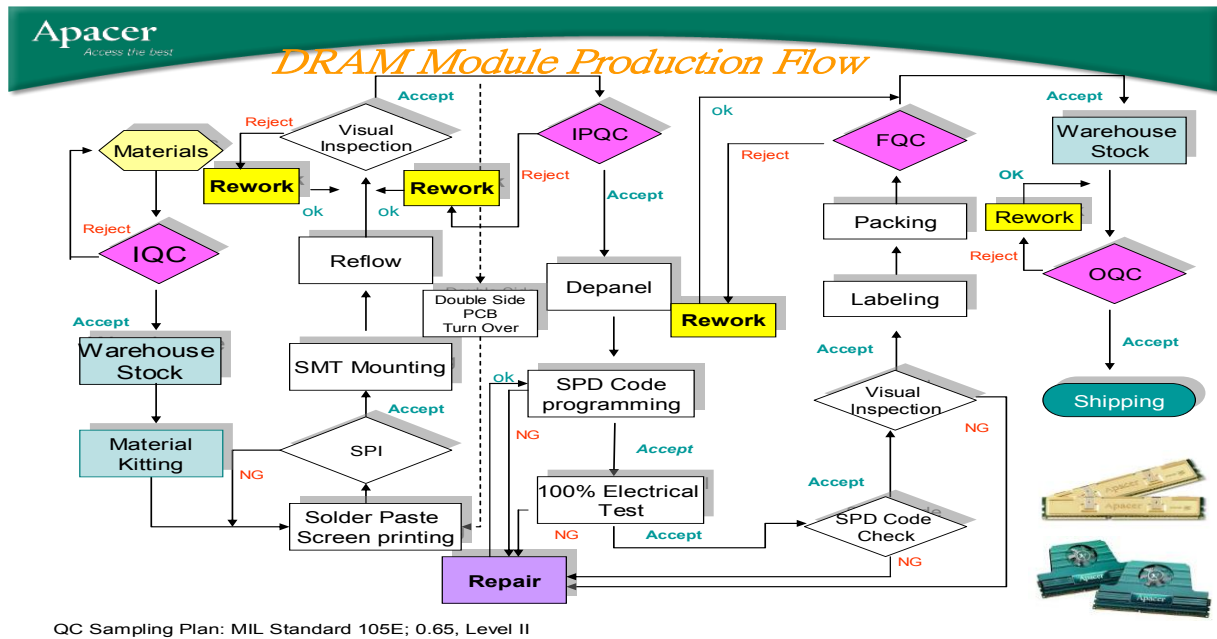 Apacer
Access the best
DRAM Module Production Flow
Materials
Reject
IQC
Accept
Warehouse
Stock
Material
Kitting
Solder Paste
Screen printing
NG
SPI
Accept
SMT Mounting
Reflow
Visual
Inspection
Reject
Rework
ok
Accept
Rework
ok
IPQC
Reject
Accept
Double Side
PCB
Turn Over
Depanel
SPD Code
programming
ok
NG
Accept
100% Electrical
Test
NG
Accept
Repair
SPD Code
Check
NG
Accept
Visual
Inspection
NG
Accept
Labeling
Packing
FQC
Reject
Rework
ok
Accept
Warehouse
Stock
OK
Rework
Reject
OQC
Accept
Shipping
Apacer
Apacer
QC Sampling Plan: MIL Standard 105E; 0.65, Level II